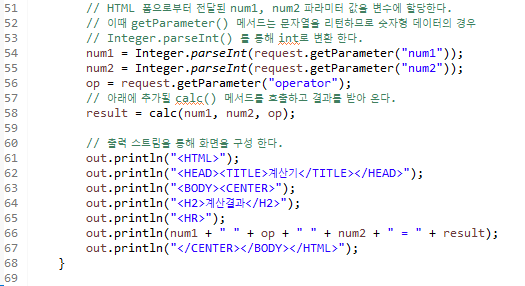 51 // HTML 폼으로부터 전달된 num1, num2 파라미터 값을 변수에 할당한다.
52 // 이때 getParameter() 메서드는 문자열을 리턴하므로 숫자형 데이터의 경우
53 // Integer.parseInt() 를 통해 int로 변환 한다.
54 num1 = Integer.parseInt(request.getParameter("num1"));
55 num2 = Integer.parseInt(request.getParameter("num2"));
56 op = request.getParameter("operator");
57 // 아래에 추가될 calc() 메서드를 호출하고 결과를 받아 온다.
58 result = calc(num1, num2, op);
59
60 // 출력 스트림을 통해 화면을 구성 한다.
61 out.println("<HTML>");
62 out.println("<HEAD><TITLE>계산기</TITLE></HEAD>");
63 out.println("<BODY><CENTER>");
64 out.println("<H2>계산결과</H2>");
65 out.println("<HR>");
66 out.println(num1 + " " + op + " " + num2 + " = " + result);
67 out.println("</CENTER></BODY></HTML>");
68 }
69